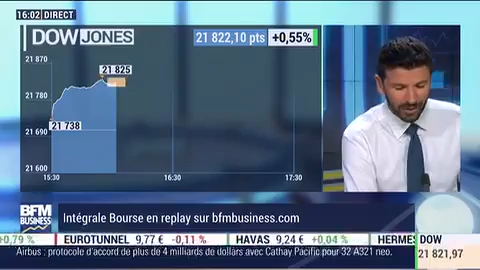 16:02 DIRECT
DOW JONES
21 822,10 pts +0,55%
21 870
21 825
21 780
21 738
21 690
21 600
15:30 16:30 17:30
BFM BUSINESS
Intégrale Bourse en replay sur bfmbusiness.com
+0,79 % EUROTUNNEL 9,77 € -0,11 % HAVAS 9,24 € +0,04 % HERMES
DOW
Airbus : protocole d'accord de plus de 4 milliards de dollars avec Cathay Pacific pour 32 A321 neo.
21 821,97